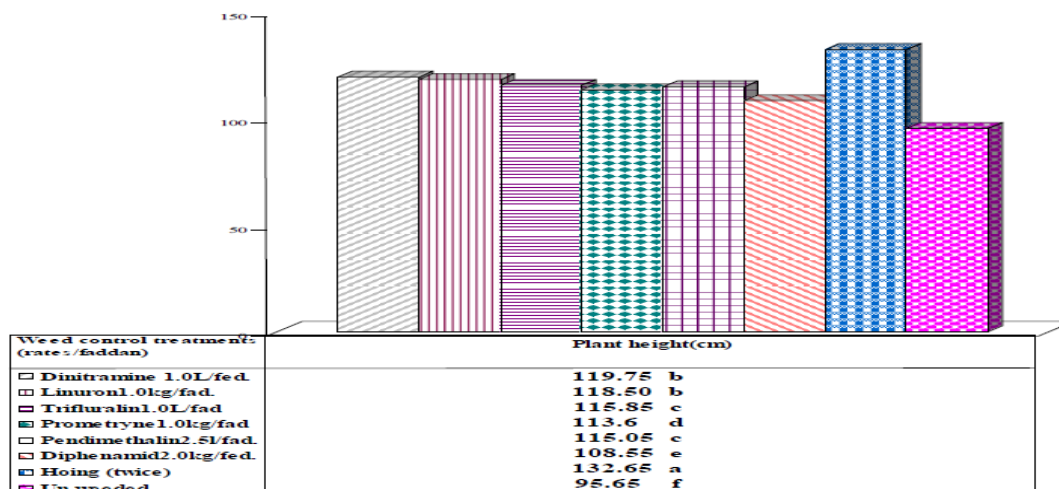 150
100
50
0
Weed control treatments
(rates/faddan)
Plant height(cm)
Dinitramine 1.0L/fed. 119.75 b
Linuron1.0kg/fad. 118.50 b
Trifluralin1.0L/fad 115.85 c
Prometryne1.0kg/fad 113.6 d
Pendimethalin2.5l/fad. 115.05 c
Diphenamid2.0kg/fed. 108.55 e
Hoing (twice) 132.65 a
Un weeded 95.65 f